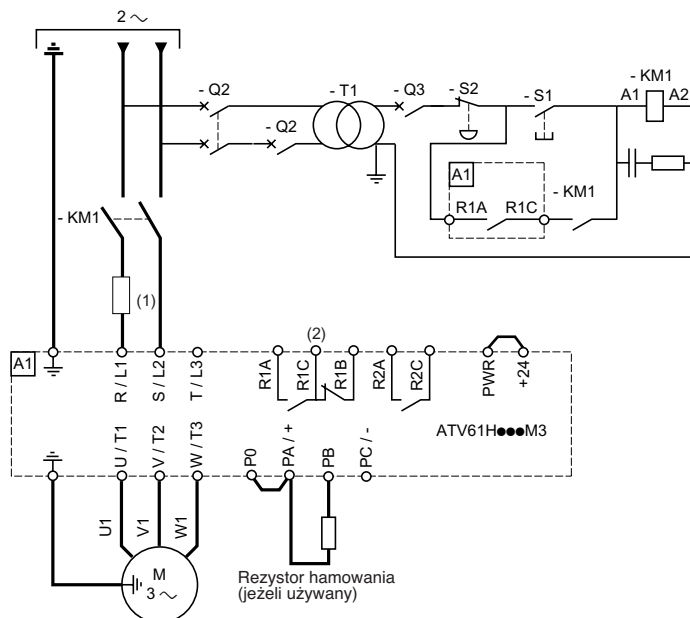 2 ~
- Q2
- T1
- Q3
- S2
- S1
- KM1
A1
A2
- Q2
A1
- KM1
R1A
R1C
- KM1
(1)
(2)
A1
R / L1
S / L2
T / L3
R1A
R1C
R1B
R2A
R2C
PWR
+24
ATV61H●●●M3
U / T1
V / T2
W / T3
P0
PA / +
PB
PC / -
U1
V1
W1
M
3 ~
Rezystor hamowania
(jeżeli używany)